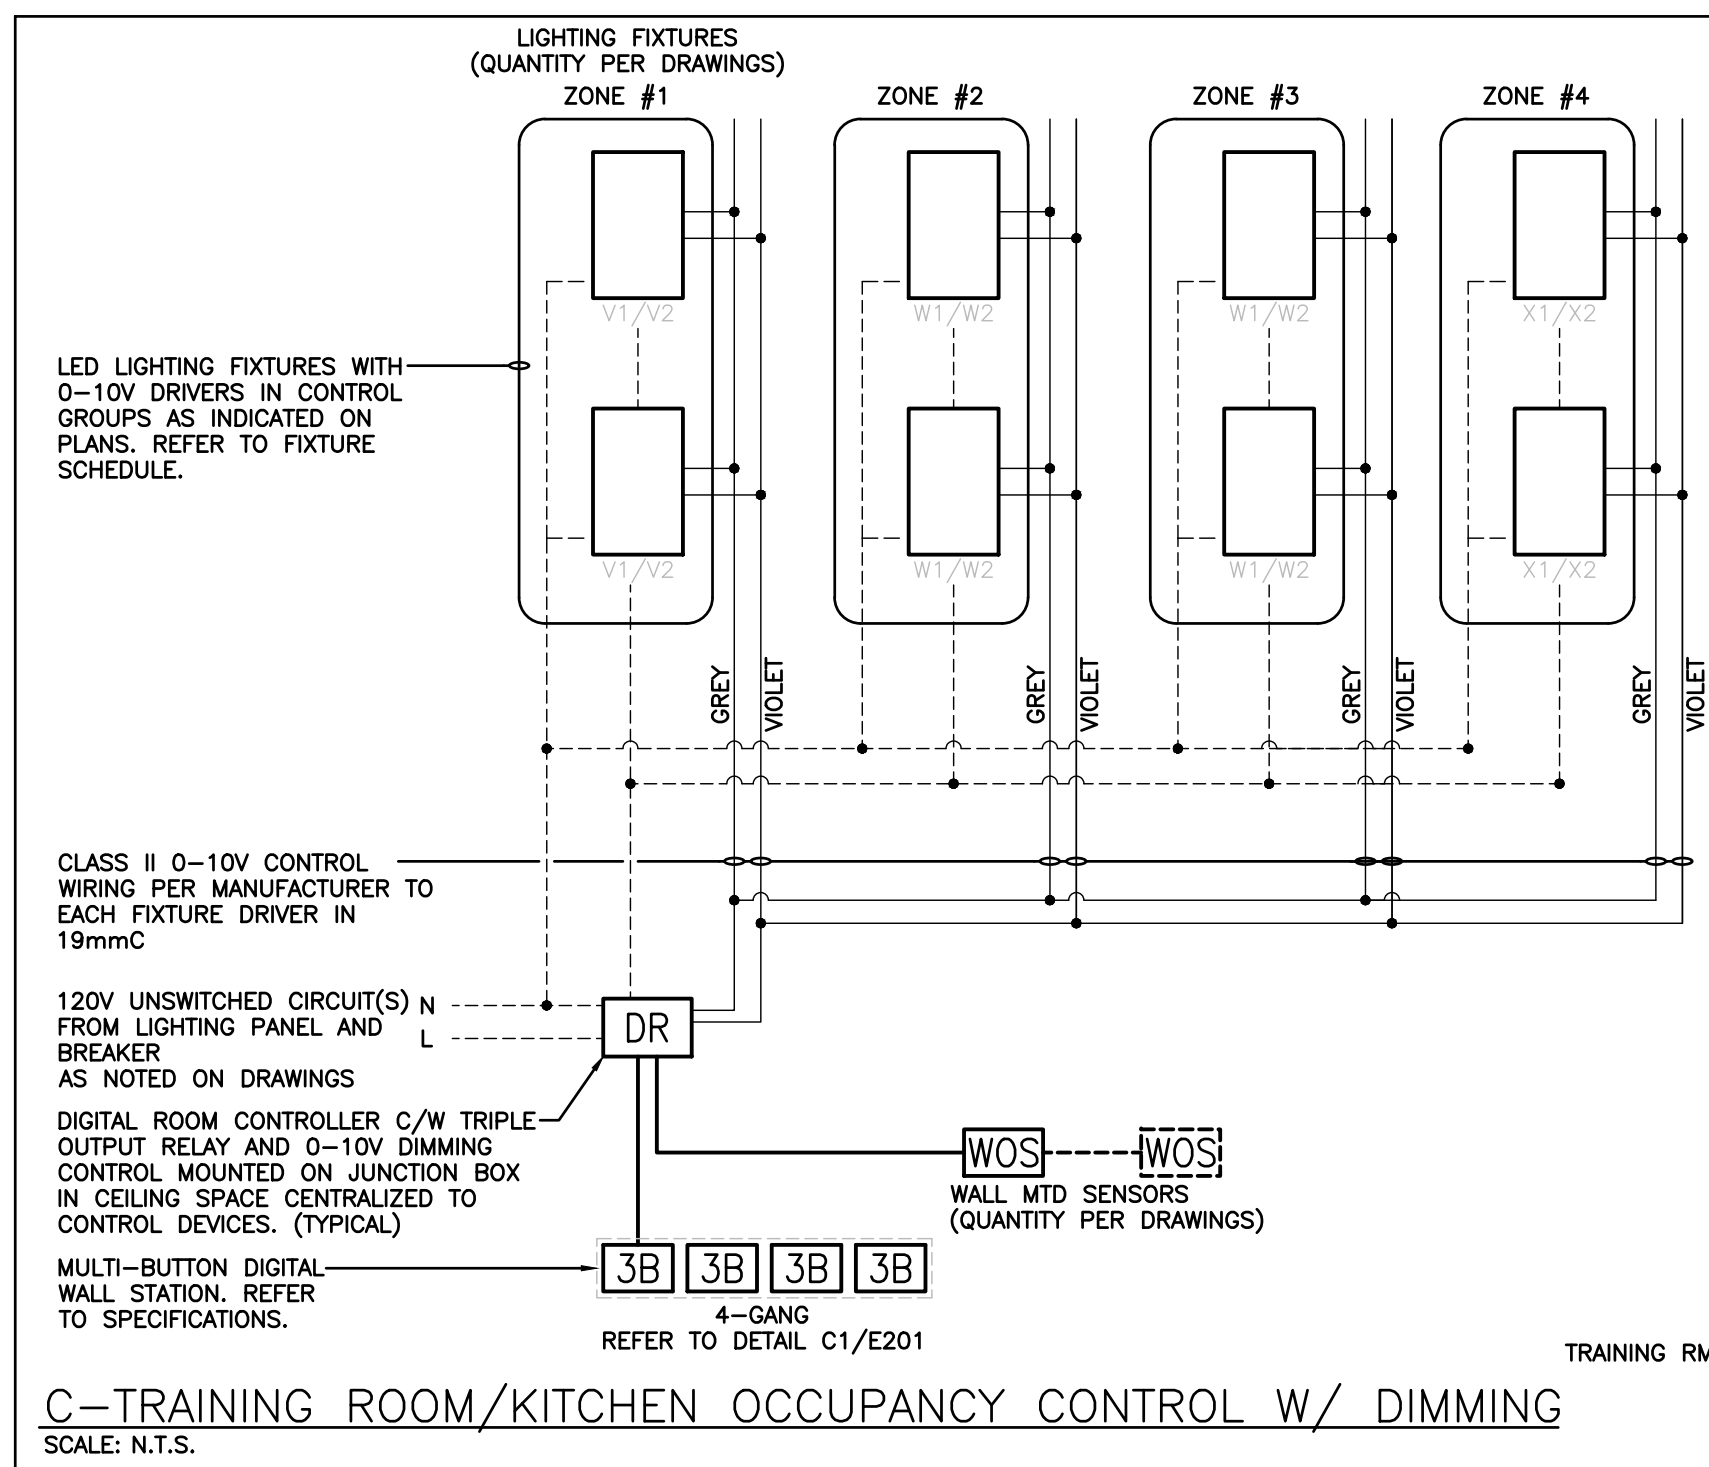 LIGHTING FIXTURES
(QUANTITY PER DRAWINGS)
ZONE #1
ZONE #2
ZONE #3
ZONE #4
V1/V2
W1/W2
W1/W2
X1/X2
LED LIGHTING FIXTURES WITH
0-10V DRIVERS IN CONTROL
GROUPS AS INDICATED ON
PLANS. REFER TO FIXTURE
SCHEDULE.
V1/V2
W1/W2
W1/W2
X1/X2
GREY
VIOLET
GREY
VIOLET
GREY
VIOLET
GREY
VIOLET
CLASS II 0-10V CONTROL
WIRING PER MANUFACTURER TO
EACH FIXTURE DRIVER IN
19mmC
120V UNSWITCHED CIRCUIT(S)
FROM LIGHTING PANEL AND
BREAKER
AS NOTED ON DRAWINGS
N
L
DR
DIGITAL ROOM CONTROLLER C/W TRIPLE
OUTPUT RELAY AND 0-10V DIMMING
CONTROL MOUNTED ON JUNCTION BOX
IN CEILING SPACE CENTRALIZED TO
CONTROL DEVICES. (TYPICAL)
WOS
WOS
WALL MTD SENSORS
(QUANTITY PER DRAWINGS)
MULTI-BUTTON DIGITAL
WALL STATION. REFER
TO SPECIFICATIONS.
3B
3B
3B
3B
4-GANG
REFER TO DETAIL C1/E201
TRAINING RM
C-TRAINING ROOM/KITCHEN OCCUPANCY CONTROL W/ DIMMING
SCALE: N.T.S.